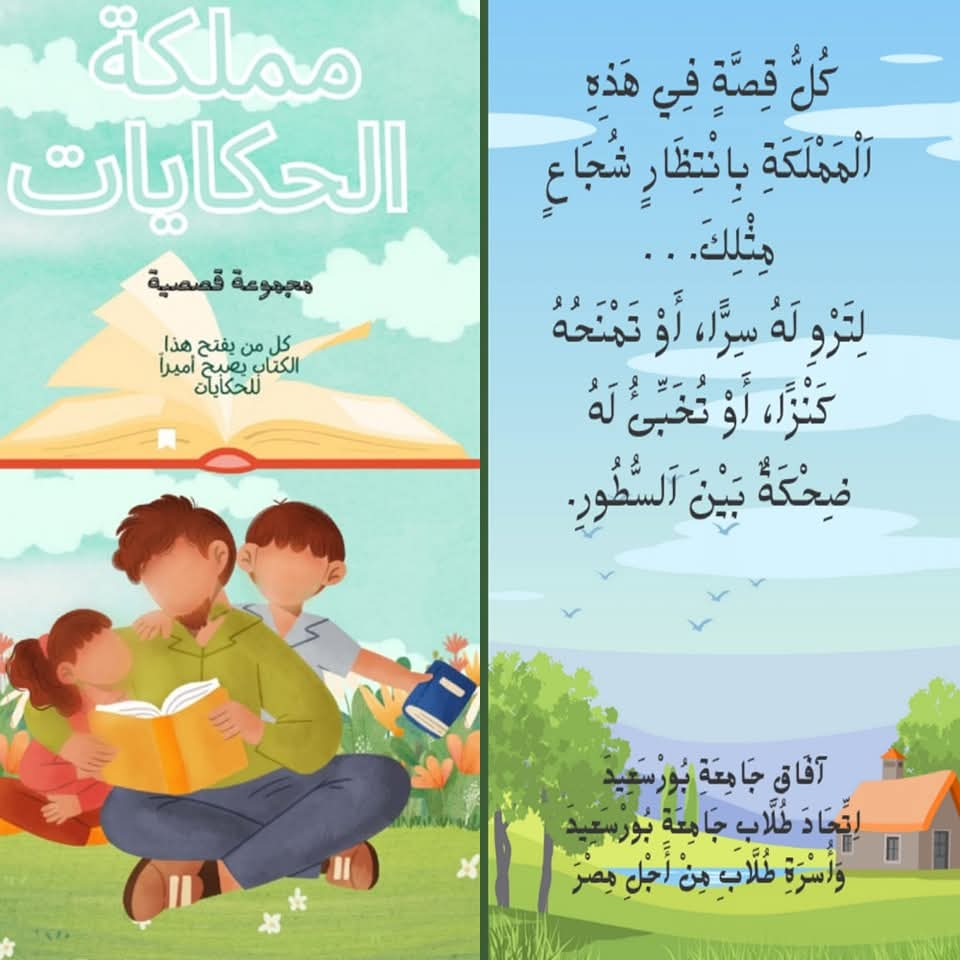 مملكة
الحكايات
مجموعة قصصية
كل من يفتح هذا
الكتاب يصبح أميراً
للحكايات
كُلُّ قِصَّةٍ فِي هَذِهِ
اَلْمَمْلَكَةِ بِانْتِظَارِ شُجَاعٍ
مِثْلِكَ. . .
لِتَرْوِ لَهُ سِرًّا، أَوْ تَمْنَحُهُ
كَنْزًا، أَوْ تُخَبِّئُ لَهُ
ضِحْكَةٌ بَيْنَ اَلسُّطُورِ.
آفَاق جَامِعَةِ بُورْسَعِيدَ
اِتِّحَادَ طُلَّابِ جَامِعَةِ بُورْسَعِيدَ
وَأُسْرَةِ طُلَّابِ مِنْ أَجْلِ مِصْر